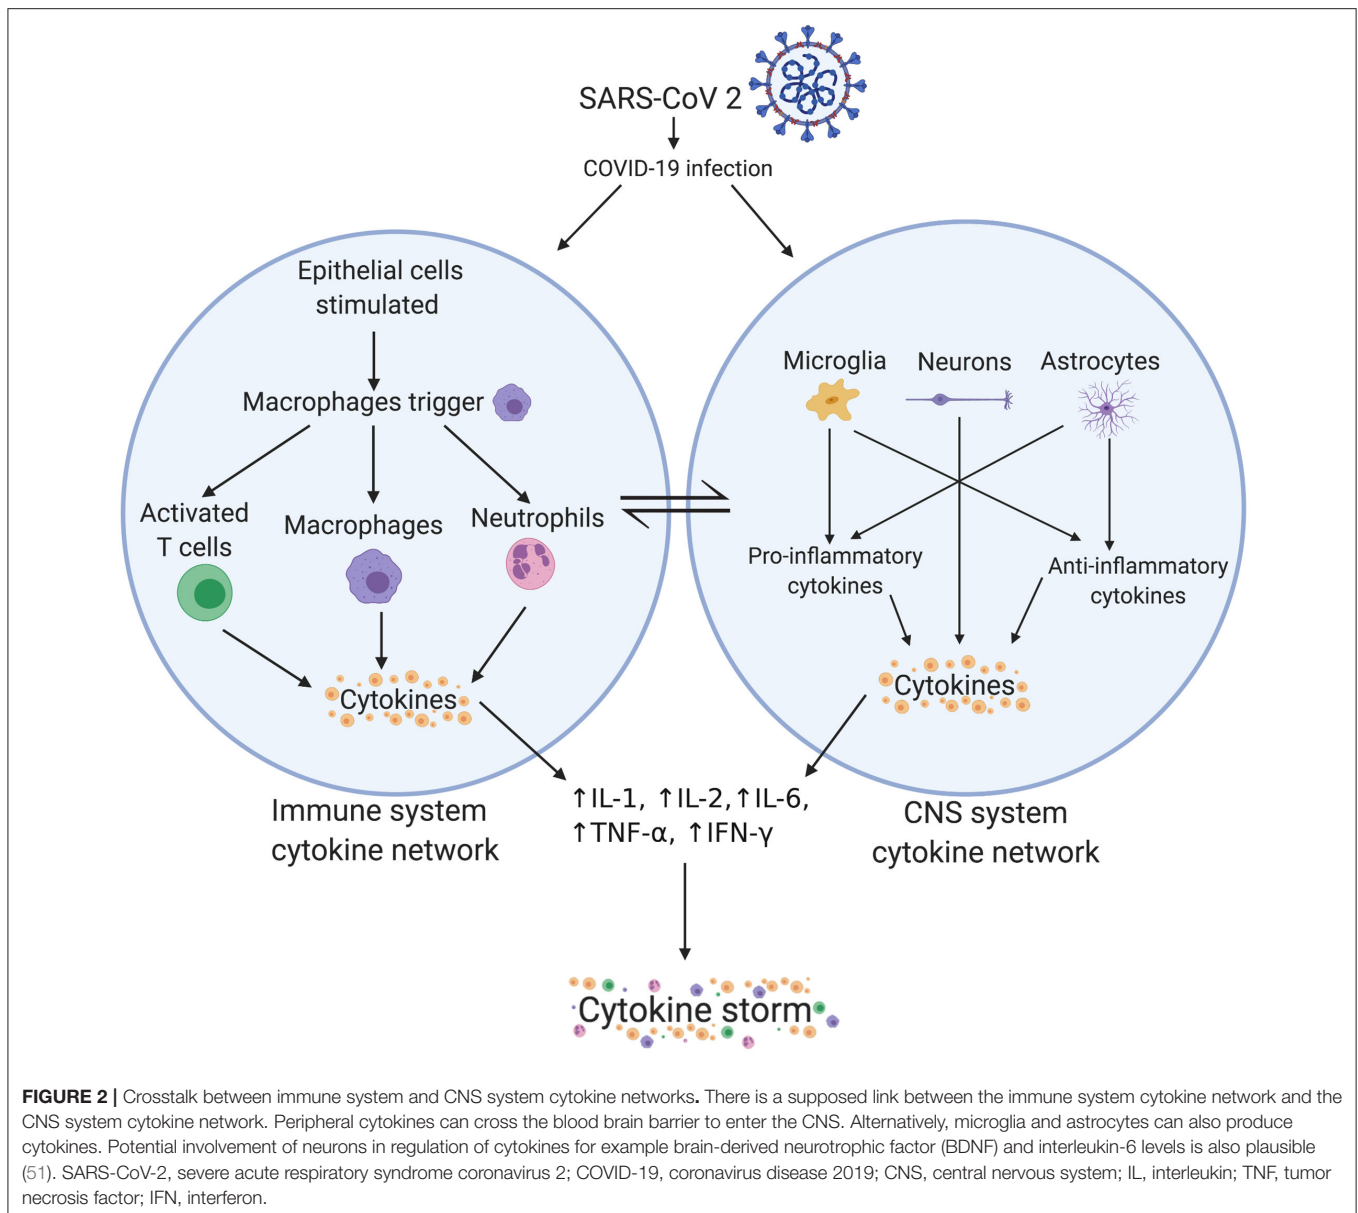 SARS-CoV 2
COVID-19 infection
Epithelial cells
stimulated
Macrophages trigger
Activated
T cells
Macrophages
Neutrophils
Cytokines
Immune system
cytokine network
Microglia
Neurons
Astrocytes
Pro-inflammatory
cytokines
Anti-inflammatory
cytokines
Cytokines
CNS system
cytokine network
↑IL-1, ↑IL-2,↑IL-6,
↑TNF-α, ↑IFN-γ
Cytokine storm
FIGURE 2 | Crosstalk between immune system and CNS system cytokine networks. There is a supposed link between the immune system cytokine network and the
CNS system cytokine network. Peripheral cytokines can cross the blood brain barrier to enter the CNS. Alternatively, microglia and astrocytes can also produce
cytokines. Potential involvement of neurons in regulation of cytokines for example brain-derived neurotrophic factor (BDNF) and interleukin-6 levels is also plausible
(51). SARS-CoV-2, severe acute respiratory syndrome coronavirus 2; COVID-19, coronavirus disease 2019; CNS, central nervous system; IL, interleukin; TNF, tumor
necrosis factor; IFN, interferon.